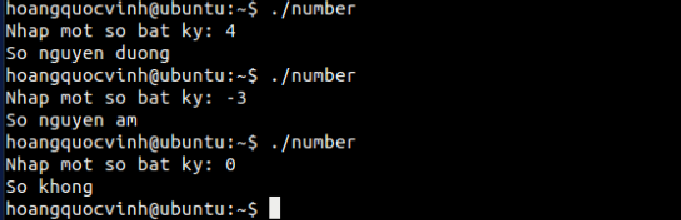 hoangquocvinh@ubuntu:~$ ./number
Nhap mot so bat ky: 4
So nguyen duong
hoangquocvinh@ubuntu:~$ ./number
Nhap mot so bat ky: -3
So nguyen am
hoangquocvinh@ubuntu:~$ ./number
Nhap mot so bat ky: 0
So khong
hoangquocvinh@ubuntu:~$